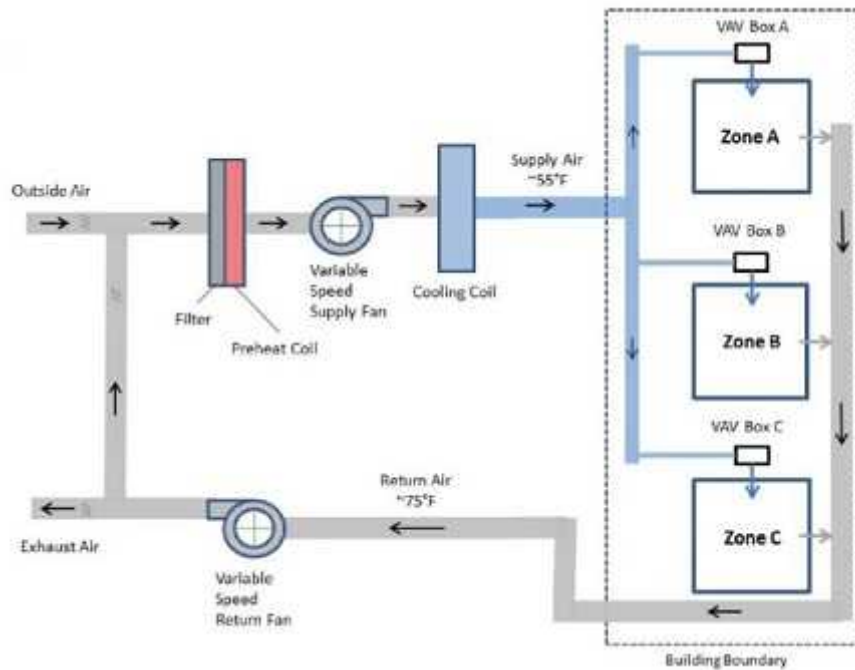 VAV Box A
Zone A
Supply Air
~55°F
Outside Air
VAV Box B
Variable
Speed
Supply Fan
Cooling Coil
Filter
Preheat Coil
Zone B
VAV Box C
Return Air
~75°F
Zone C
Exhaust Air
Variable
Speed
Return Fan
Building Boundary